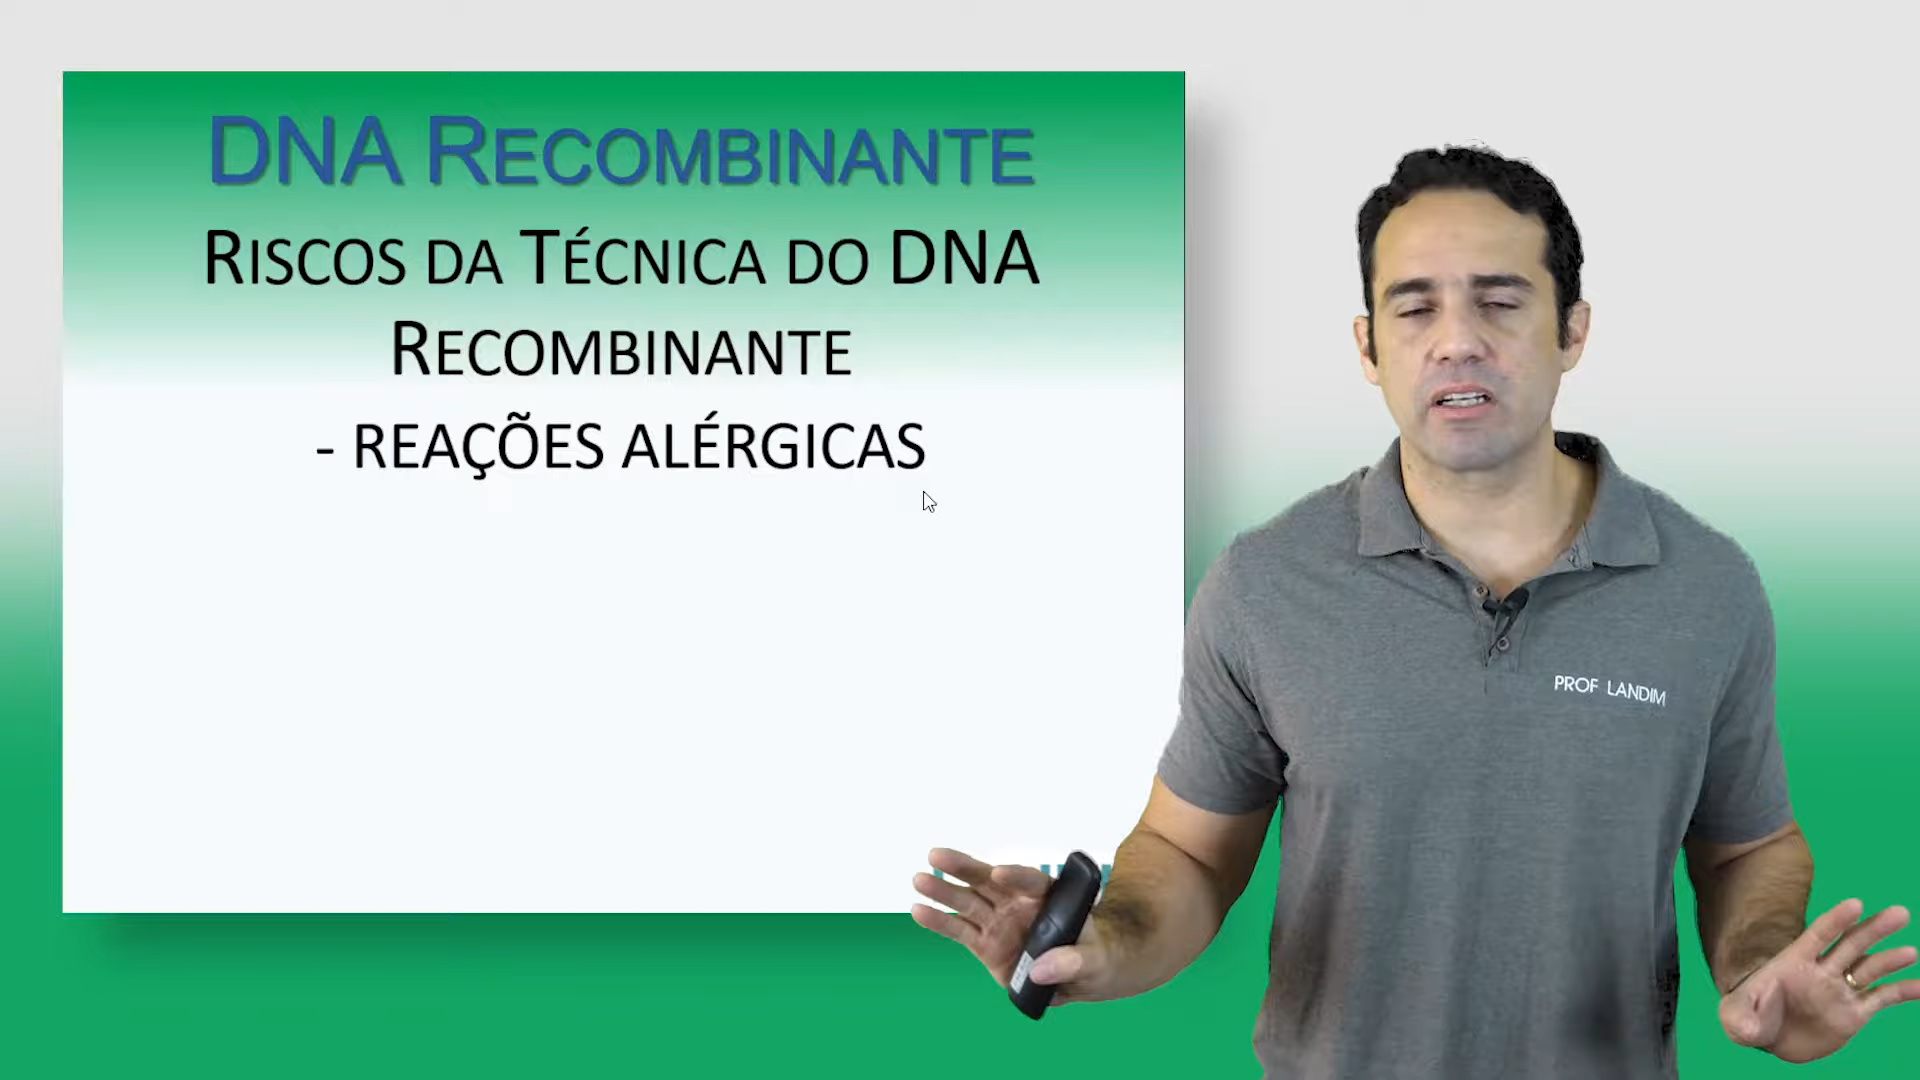 DNA RECOMBINANTE
RISCOS DA TÉCNICA DO DNA
RECOMBINANTE
- REAÇÕES ALÉRGICAS
PROF LANDIM